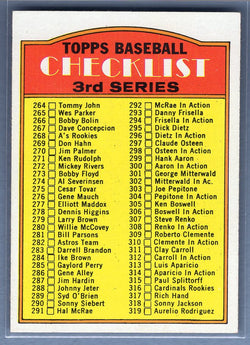 TOPPS BASEBALL
CHECKLIST
3rd SERIES
264 Tommy John
265 Wes Parker
266 Bobby Bolin
267 Dave Concepcion
268 A's Rookies
269 Don Hahn
270 Jim Palmer
271 Ken Rudolph
272 Mickey Rivers
273 Bobby Floyd
274 Al Severinsen
275 Cesar Tovar
276 Gene Mauch
277 Elliott Maddox
278 Dennis Higgins
279 Larry Brown
280 Willie McCovey
281 Bill Parsons
282 Astros Team
283 Darrell Brandon
284 Ike Brown
285 Gaylord Perry
286 Gene Alley
287 Jim Hardin
288 Johnny Jeter
289 Syd O'Brien
290 Sonny Siebert
291 Hal McRae
292 McRae In Action
293 Danny Frisella
294 Frisella In Action
295 Dick Dietz
296 Dietz In Action
297 Claude Osteen
298 Osteen In Action
299 Hank Aaron
300 Aaron In Action
301 George Mitterwald
302 Mitterwald In Ac.
303 Joe Pepitone
304 Pepitone In Action
305 Ken Boswell
306 Boswell In Action
307 Steve Renko
308 Renko In Action
309 Roberto Clemente
310 Clemente In Action
311 Clay Carroll
312 Carroll In Action
313 Luis Aparicio
314 Aparicio In Action
315 Paul Splittorff
316 Cardinals Rookies
317 Rich Hand
318 Sonny Jackson
319 Aurelio Rodriguez